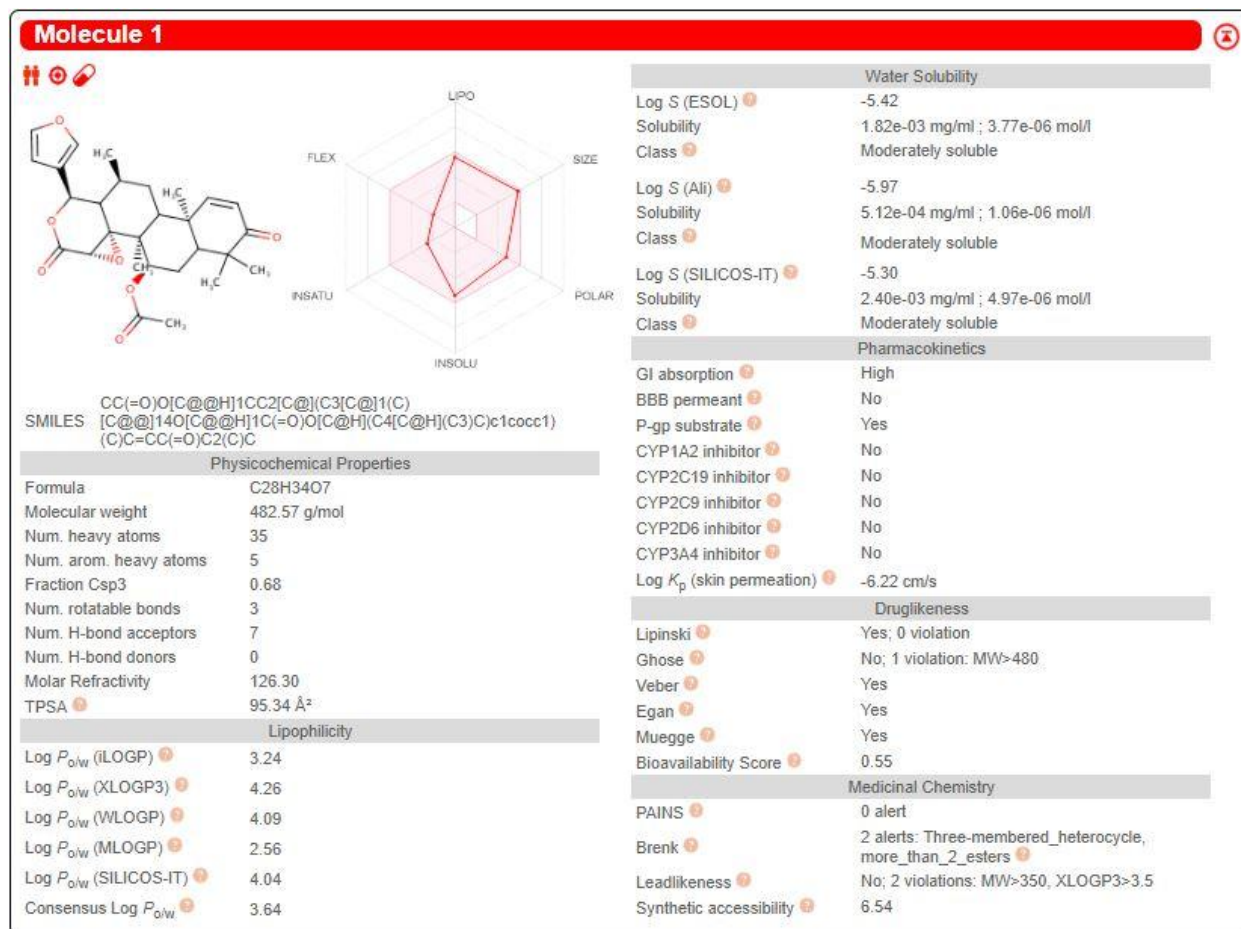 Molecule 1
LIPO
FLEX
SIZE
INSATU
POLAR
INSOLU
O
H₃C
H₃C
O
O
O
O
CH₃
H₃C
CH₃
O
O
CH₃
SMILES CC(=O)O[C@@H]1CC2[C@](C3[C@]1(C)
[C@@]14O[C@@H]1C(=O)O[C@H](C4[C@H](C3)C)c1cocc1)
(C)C=CC(=O)C2(C)C
Physicochemical Properties
Formula C28H34O7
Molecular weight 482.57 g/mol
Num. heavy atoms 35
Num. arom. heavy atoms 5
Fraction Csp3 0.68
Num. rotatable bonds 3
Num. H-bond acceptors 7
Num. H-bond donors 0
Molar Refractivity 126.30
TPSA ? 95.34 Å²
Lipophilicity
Log Po/w (iLOGP) ? 3.24
Log Po/w (XLOGP3) ? 4.26
Log Po/w (WLOGP) ? 4.09
Log Po/w (MLOGP) ? 2.56
Log Po/w (SILICOS-IT) ? 4.04
Consensus Log Po/w ? 3.64
Water Solubility
Log S (ESOL) ? -5.42
Solubility 1.82e-03 mg/ml ; 3.77e-06 mol/l
Class ? Moderately soluble
Log S (Ali) ? -5.97
Solubility 5.12e-04 mg/ml ; 1.06e-06 mol/l
Class ? Moderately soluble
Log S (SILICOS-IT) ? -5.30
Solubility 2.40e-03 mg/ml ; 4.97e-06 mol/l
Class ? Moderately soluble
Pharmacokinetics
GI absorption ? High
BBB permeant ? No
P-gp substrate ? Yes
CYP1A2 inhibitor ? No
CYP2C19 inhibitor ? No
CYP2C9 inhibitor ? No
CYP2D6 inhibitor ? No
CYP3A4 inhibitor ? No
Log Kp (skin permeation) ? -6.22 cm/s
Druglikeness
Lipinski ? Yes; 0 violation
Ghose ? No; 1 violation: MW>480
Veber ? Yes
Egan ? Yes
Muegge ? Yes
Bioavailability Score ? 0.55
Medicinal Chemistry
PAINS ? 0 alert
Brenk ? 2 alerts: Three-membered_heterocycle,
more_than_2_esters ?
Leadlikeness ? No; 2 violations: MW>350, XLOGP3>3.5
Synthetic accessibility ? 6.54